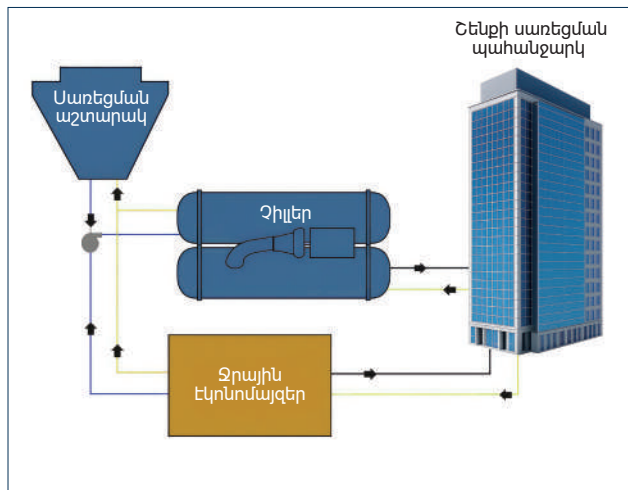 Շենքի սառեցման
պահանջարկ
Սառեցման
աշտարակ
Չիլլեր
Ջրային
էկոնոմայզեր